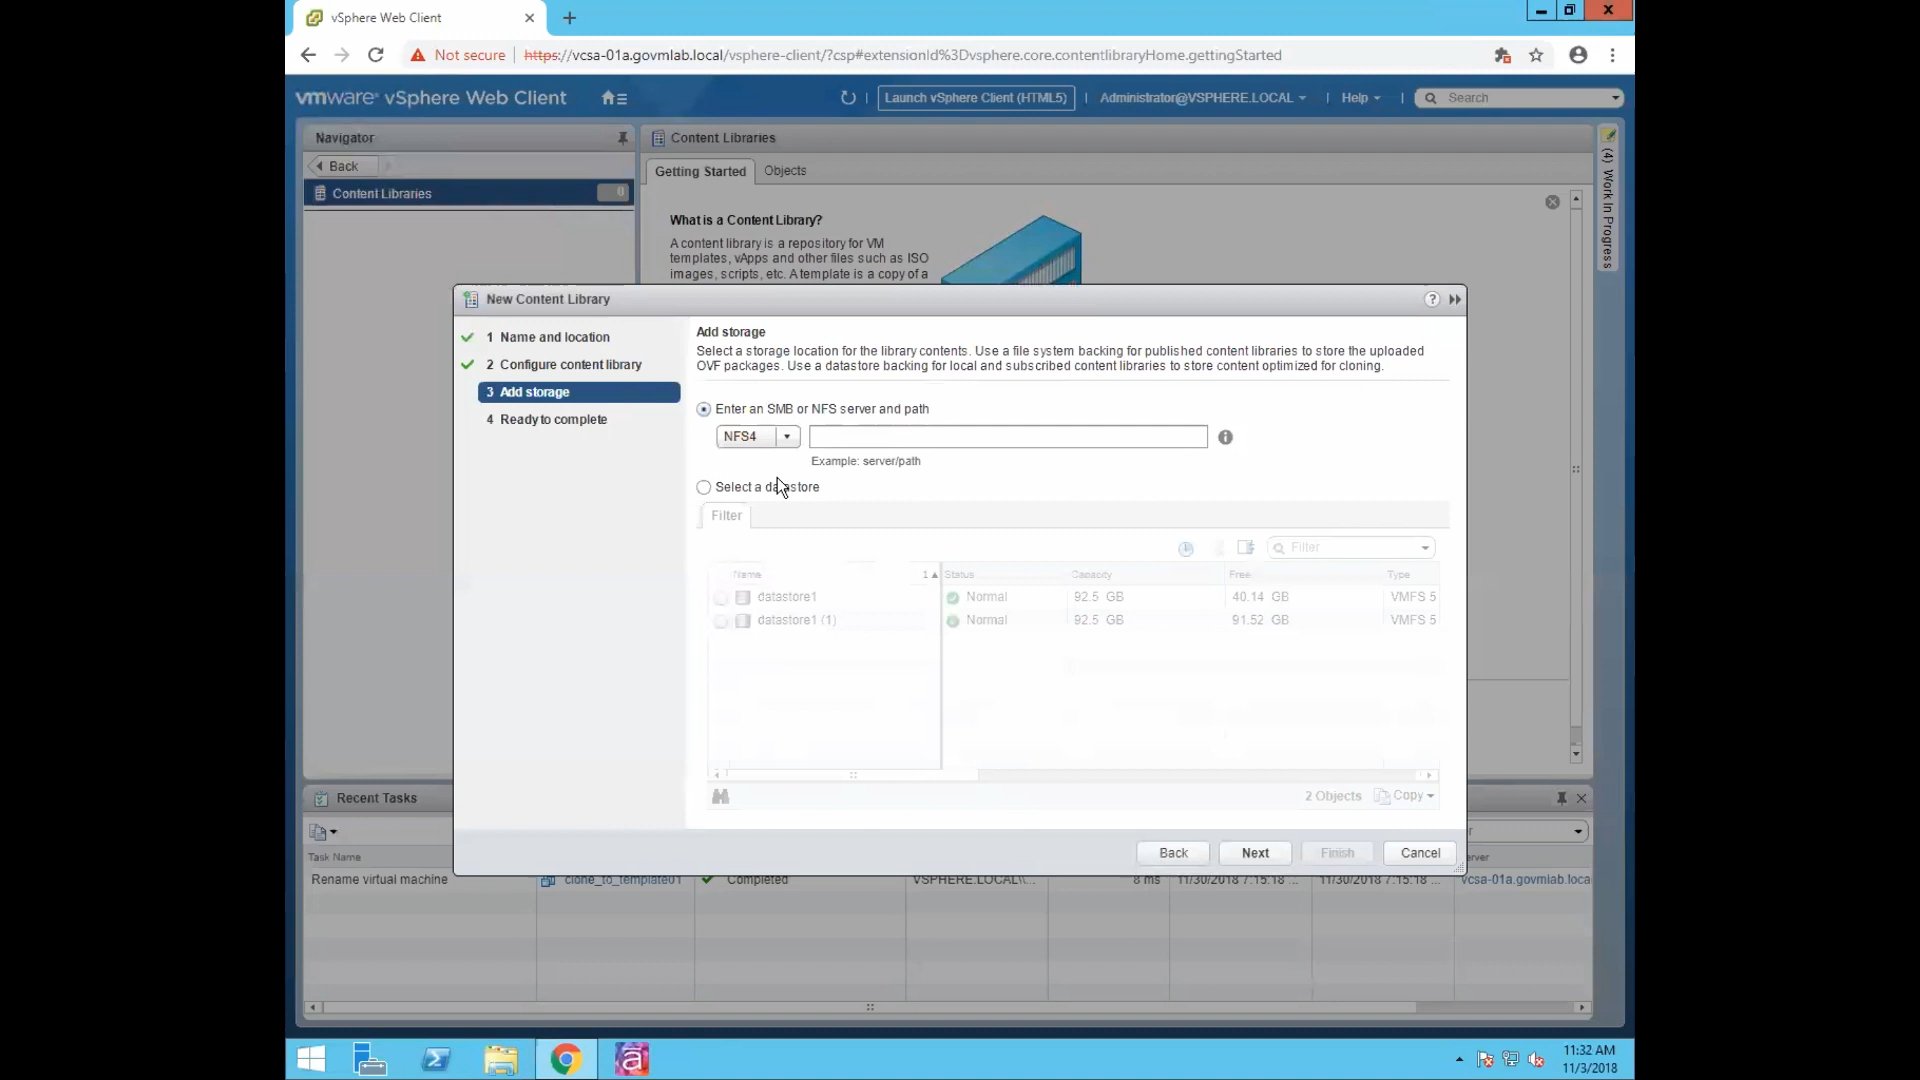 vSphere Web Client
Not secure
https://vcsa-01a.govmlab.local/vsphere-client/?csp#extensionId%3Dvsphere.core.contentlibraryHome.gettingStarted
vmware® vSphere Web Client
Launch vSphere Client (HTML5)
Administrator@VSPHERE.LOCAL
Help
Search
Navigator
Back
Content Libraries
0
Content Libraries
Getting Started
Objects
(4) Work In Progress
What is a Content Library?
A content library is a repository for VM
templates, vApps and other files such as ISO
images, scripts, etc. A template is a copy of a
New Content Library
1 Name and location
2 Configure content library
3 Add storage
4 Ready to complete
Add storage
Select a storage location for the library contents. Use a file system backing for published content libraries to store the uploaded
OVF packages. Use a datastore backing for local and subscribed content libraries to store content optimized for cloning.
Enter an SMB or NFS server and path
NFS4
Example: server/path
Select a datastore
Filter
Filter
Name 1 Status Capacity Free Type
datastore1 Normal 92.5 GB 40.14 GB VMFS 5
datastore1 (1) Normal 92.5 GB 91.52 GB VMFS 5
2 Objects Copy
Back
Next
Finish
Cancel
Recent Tasks
Task Name
Rename virtual machine clone_to_template01 Completed VSPHERE.LOCAL\\... 8 ms 11/30/2018 7:15:18 ... 11/30/2018 7:15:18 ... vcsa-01a.govmlab.loca
11:32 AM
11/3/2018